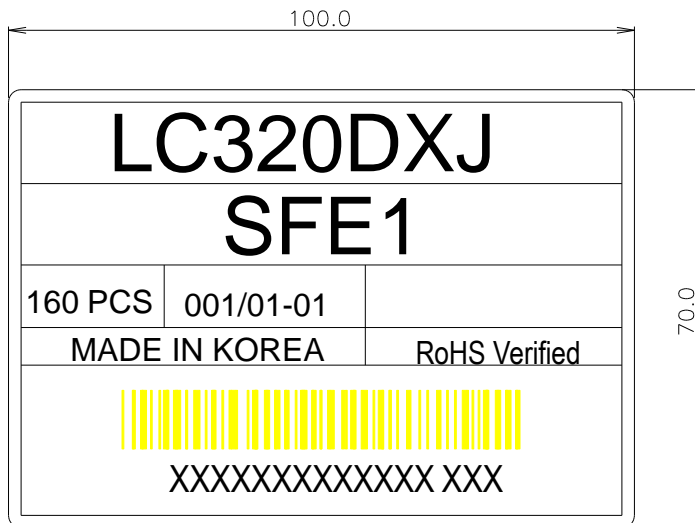 100.0
LC320DXJ
SFE1
160 PCS 001/01-01
70.0
MADE IN KOREA RoHS Verified
XXXXXXXXXXXXX XXX